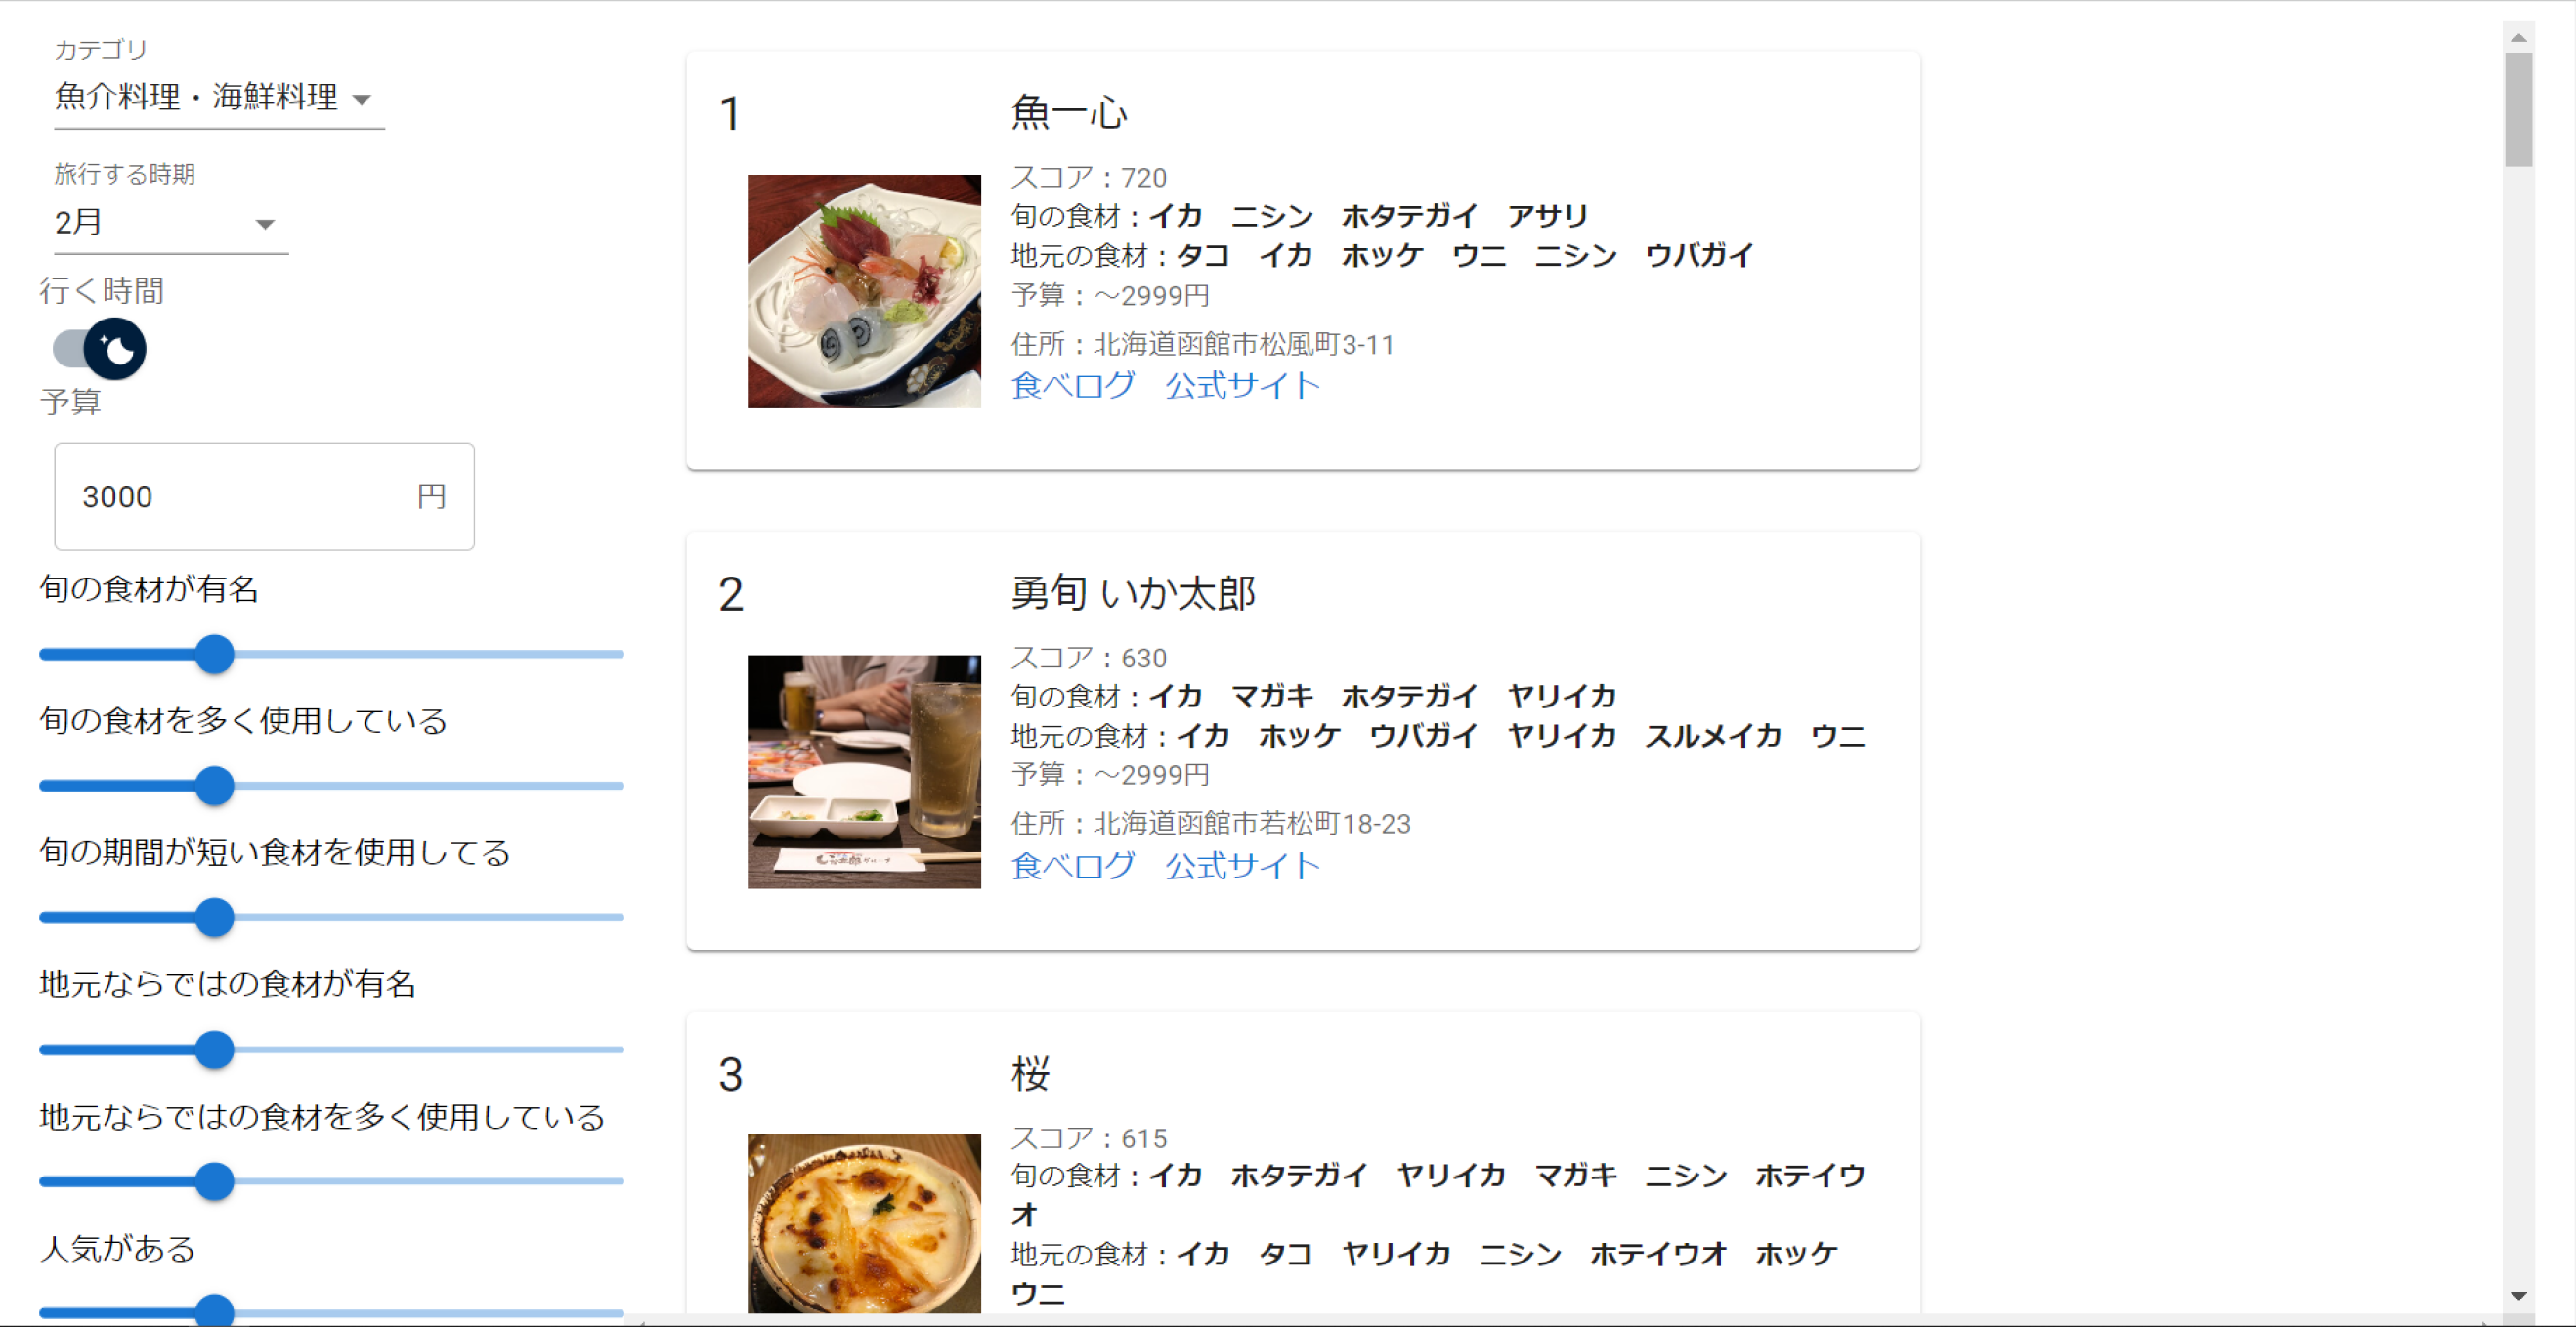 カテゴリ
魚介料理・海鮮料理
旅行する時期
2月
行く時間
予算
3000 円
旬の食材が有名
旬の食材を多く使用している
旬の期間が短い食材を使用してる
地元ならではの食材が有名
地元ならではの食材を多く使用している
人気がある
1 魚一心
スコア：720
旬の食材：イカ　ニシン　ホタテガイ　アサリ
地元の食材：タコ　イカ　ホッケ　ウニ　ニシン　ウバガイ
予算：～2999円
住所：北海道函館市松風町3-11
食べログ　公式サイト
2 勇旬 いか太郎
スコア：630
旬の食材：イカ　マガキ　ホタテガイ　ヤリイカ
地元の食材：イカ　ホッケ　ウバガイ　ヤリイカ　スルメイカ　ウニ
予算：～2999円
住所：北海道函館市若松町18-23
食べログ　公式サイト
3 桜
スコア：615
旬の食材：イカ　ホタテガイ　ヤリイカ　マガキ　ニシン　ホテイウ
オ
地元の食材：イカ　タコ　ヤリイカ　ニシン　ホテイウオ　ホッケ
ウニ